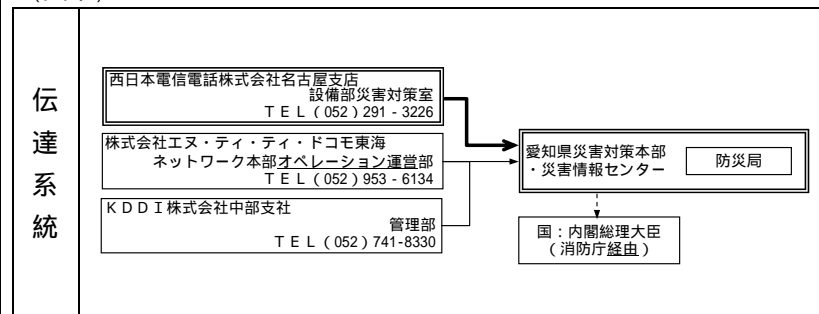 伝達系統
西日本電信電話株式会社名古屋支店
設備部災害対策室
ＴＥＬ（052）291 - 3226
株式会社エヌ・ティ・ティ・ドコモ東海
ネットワーク本部オペレーション運営部
ＴＥＬ（052）953 - 6134
ＫＤＤＩ株式会社中部支社
管理部
ＴＥＬ（052）741-8330
愛知県災害対策本部
・災害情報センター
防災局
国：内閣総理大臣
（消防庁経由）